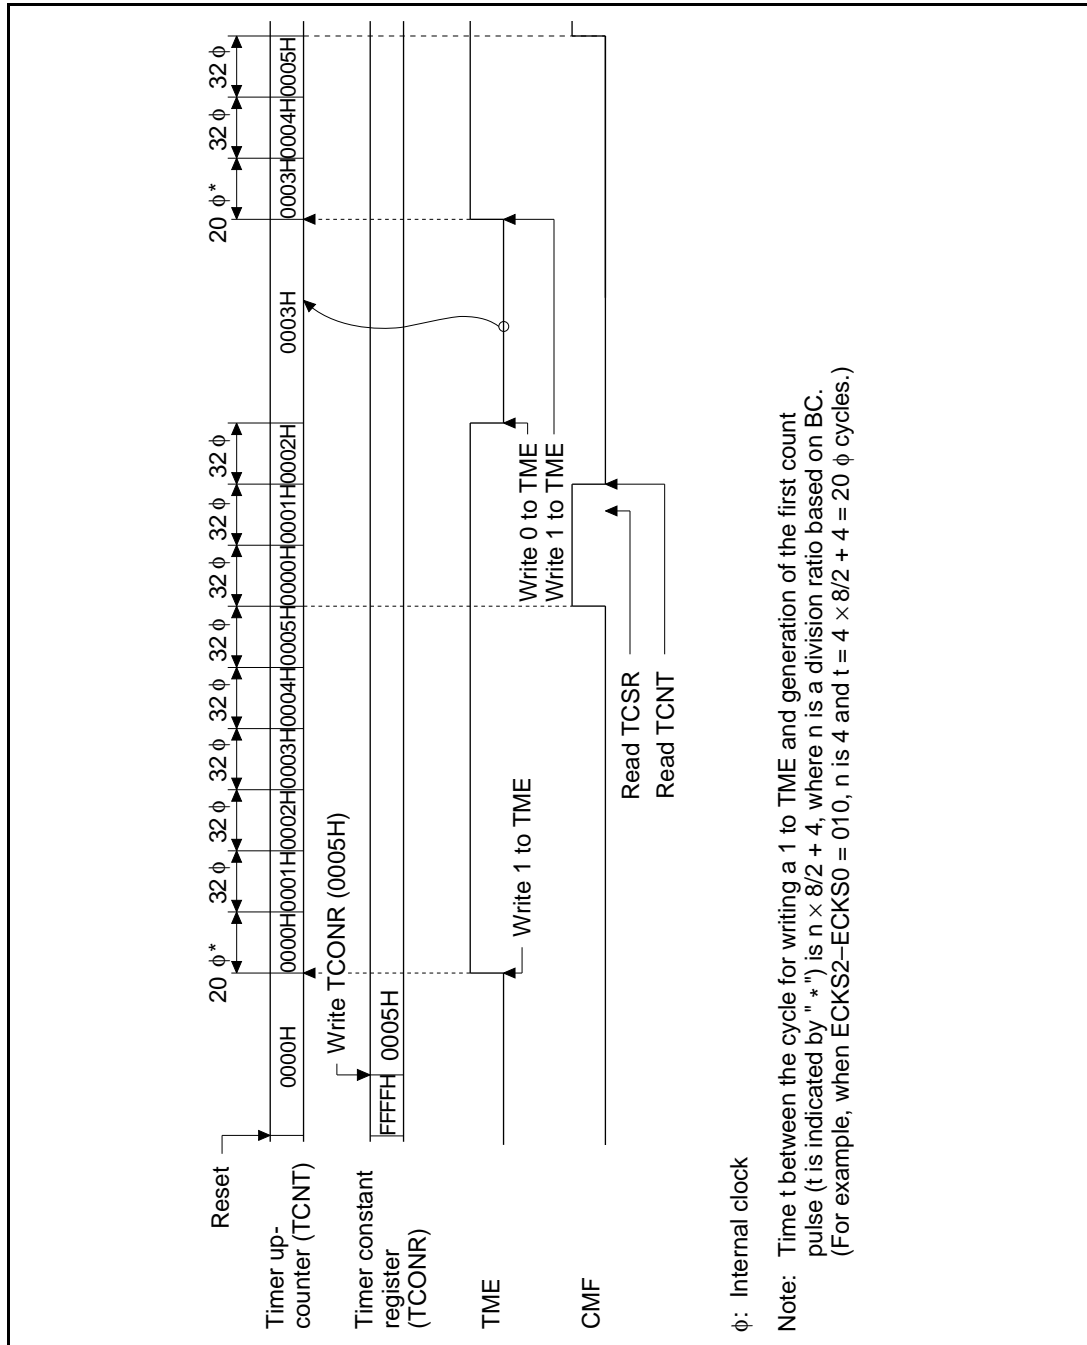 Reset
20 φ*
32 φ
32 φ
32 φ
32 φ
32 φ
32 φ
32 φ
32 φ
20 φ*
32 φ
32 φ
Timer up-
counter (TCNT)
0000H
0000H
0001H
0002H
0003H
0004H
0005H
0000H
0001H
0002H
0003H
0003H
0004H
0005H
Write TCONR (0005H)
Timer constant
register
(TCONR)
FFFFH
0005H
TME
Write 1 to TME
Write 0 to TME
Write 1 to TME
CMF
Read TCSR
Read TCNT
φ: Internal clock
Note: Time t between the cycle for writing a 1 to TME and generation of the first count
pulse (t is indicated by " * ") is n × 8/2 + 4, where n is a division ratio based on BC.
(For example, when ECKS2–ECKS0 = 010, n is 4 and t = 4 × 8/2 + 4 = 20 φ cycles.)